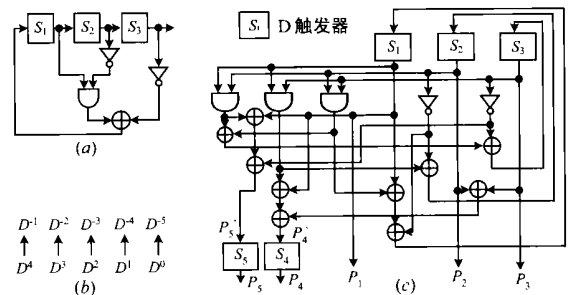 S₁ S₂ S₃
(a)
D⁻¹ D⁻² D⁻³ D⁻⁴ D⁻⁵
D⁴ D³ D² D¹ D⁰
(b)
Sᵢ D触发器
S₁ S₂ S₃
P₅' P₄'
S₅ S₄
P₅ P₄ P₁ P₂ P₃
(c)